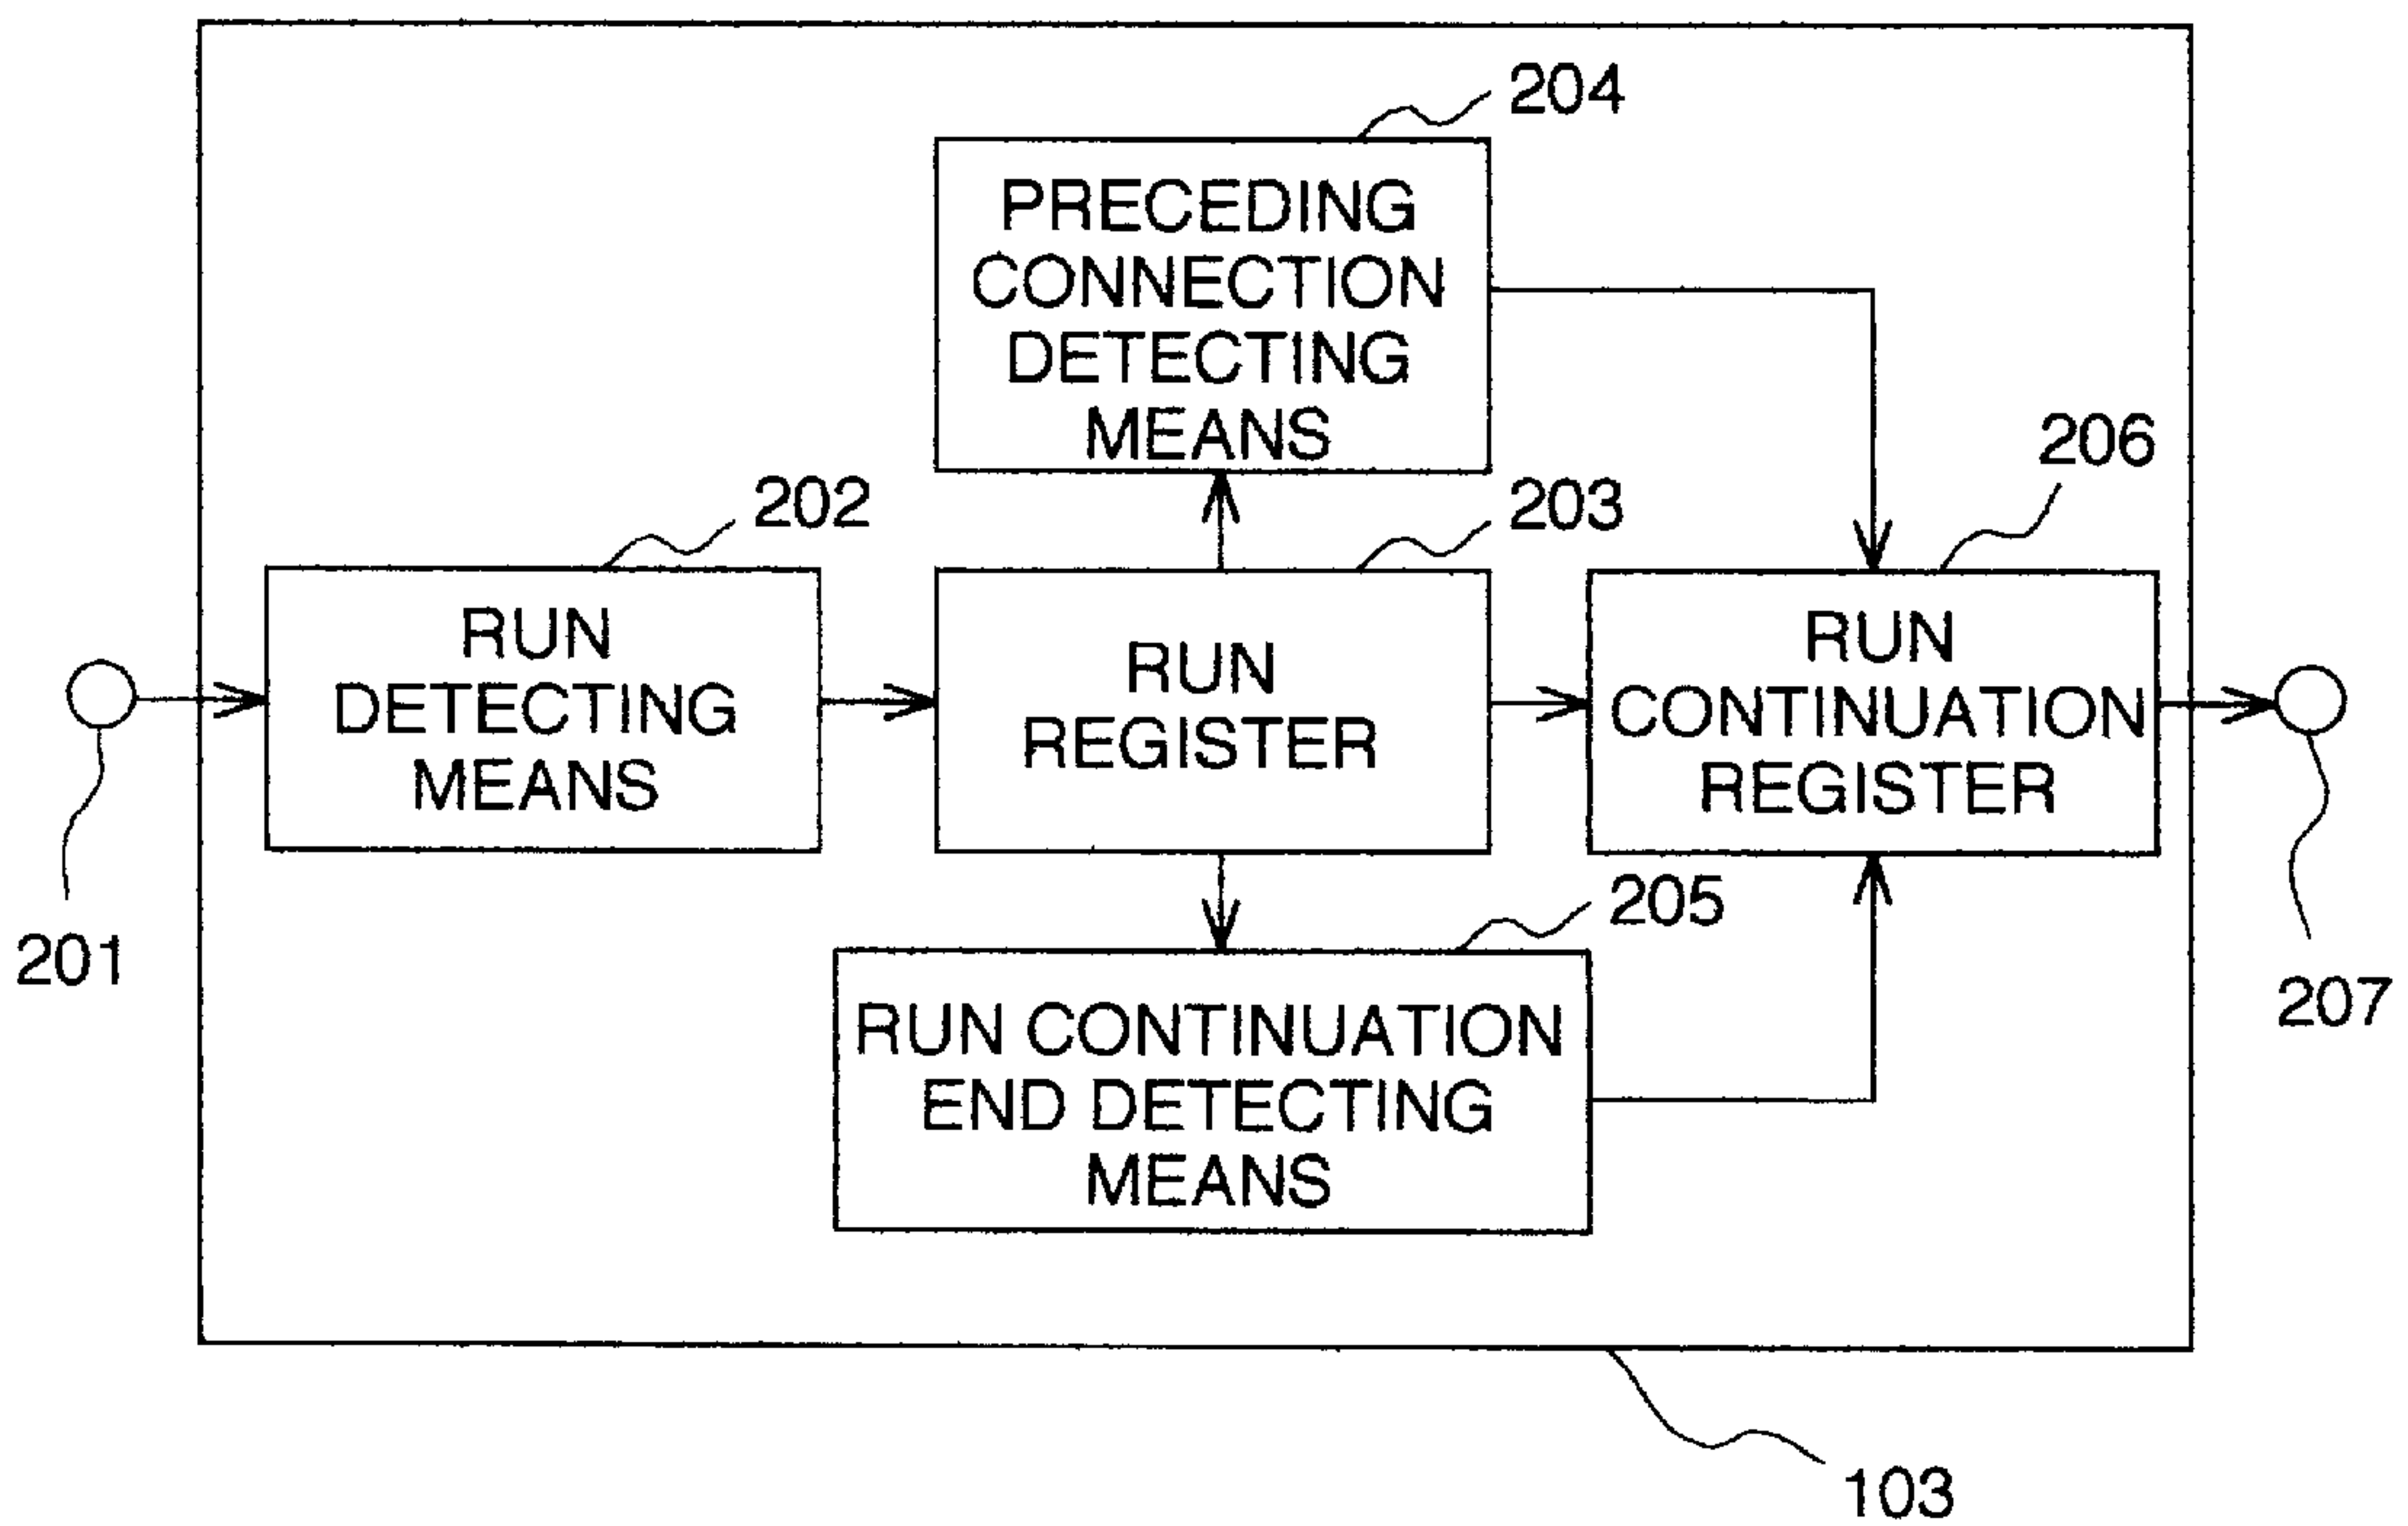 204
PRECEDING
CONNECTION
DETECTING
MEANS
206
202
203
RUN
DETECTING
MEANS
RUN
REGISTER
RUN
CONTINUATION
REGISTER
201
205
207
RUN CONTINUATION
END DETECTING
MEANS
103